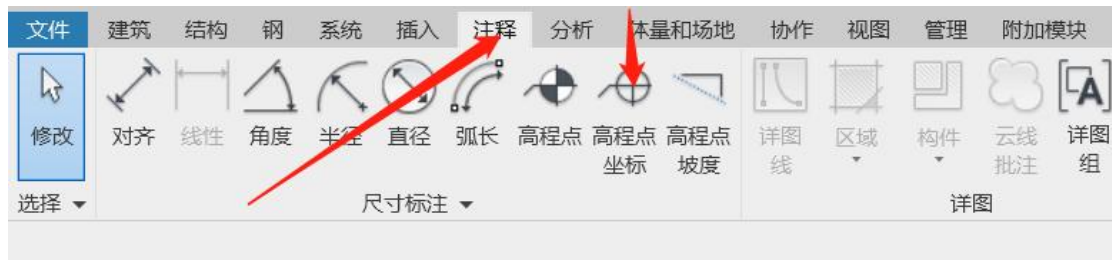 文件 建筑 结构 钢 系统 插入 注释 分析 体量和场地 协作 视图 管理 附加模块
修改 对齐 线性 角度 半径 直径 弧长 高程点 高程点 高程点 详图 区域 构件 云线 详图
坐标 坡度 线 批注 组
选择 尺寸标注 详图